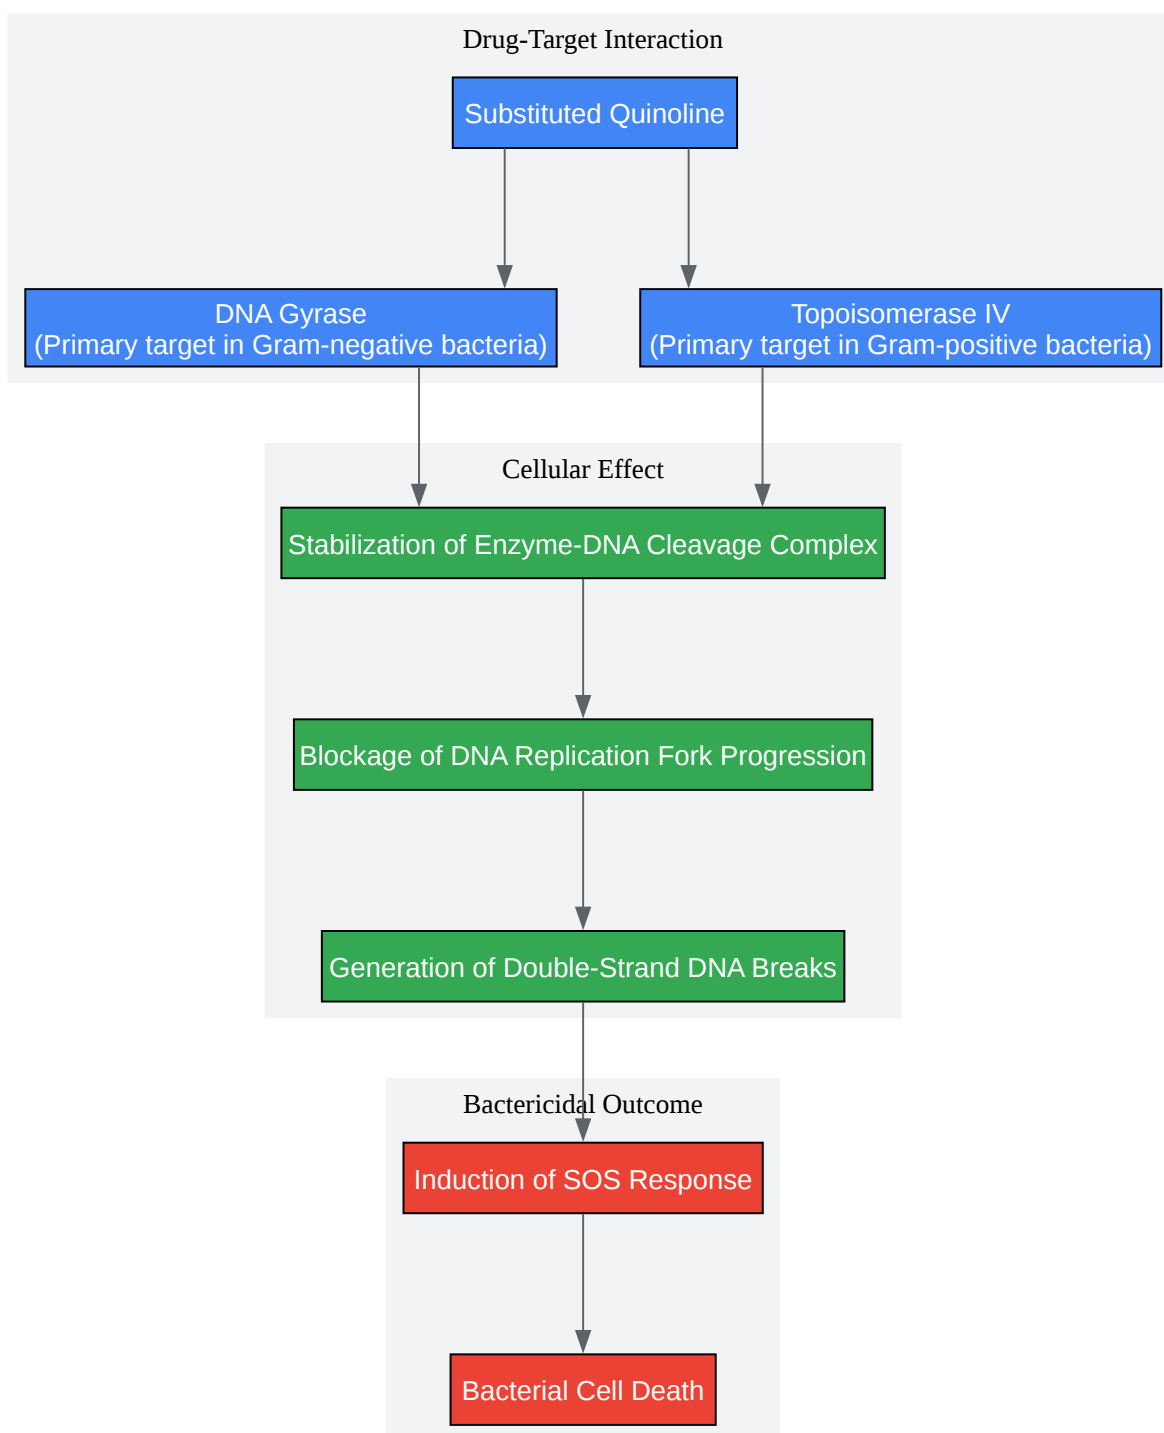 Drug-Target Interaction
Substituted Quinoline
DNA Gyrase
(Primary target in Gram-negative bacteria)
Topoisomerase IV
(Primary target in Gram-positive bacteria)
Cellular Effect
Stabilization of Enzyme-DNA Cleavage Complex
Blockage of DNA Replication Fork Progression
Generation of Double-Strand DNA Breaks
Bactericidal Outcome
Induction of SOS Response
Bacterial Cell Death